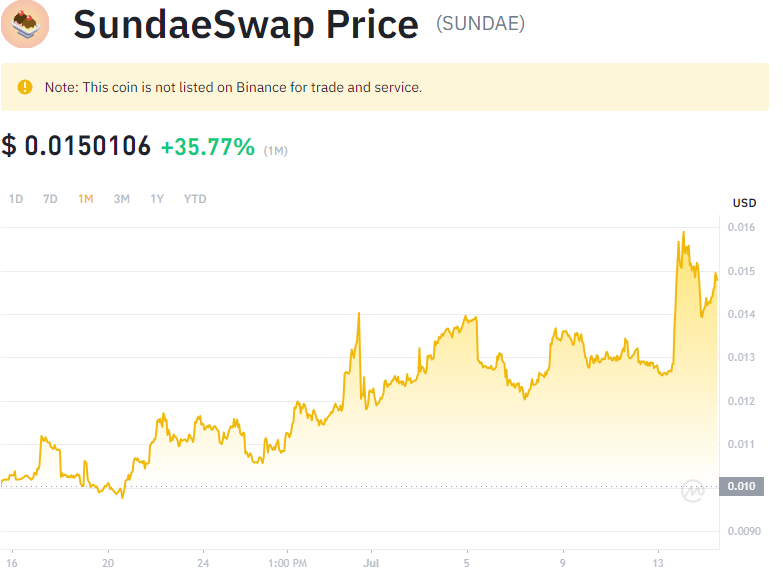 SundaeSwap Price (SUNDAE)
Note: This coin is not listed on Binance for trade and service.
$ 0.0150106 +35.77% (1M)
1D 7D 1M 3M 1Y YTD
USD
0.016
0.015
0.014
0.013
0.012
0.011
0.010
0.0090
16 20 24 1:00 PM Jul 5 9 13